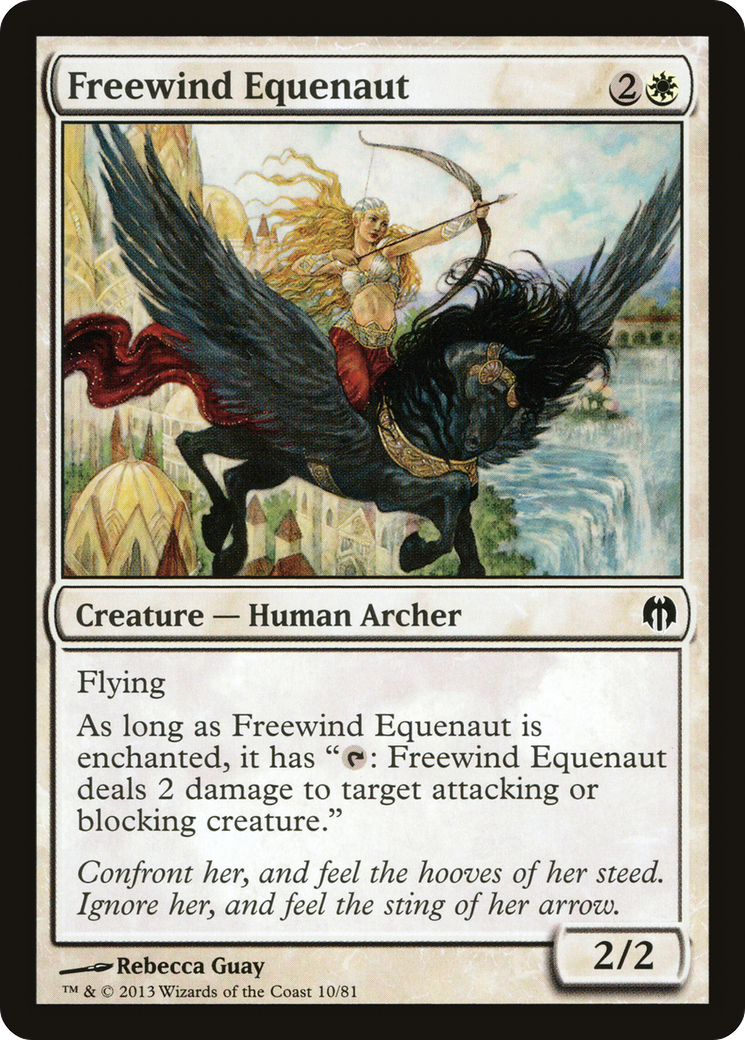 Freewind Equenaut 2
Creature — Human Archer
Flying
As long as Freewind Equenaut is
enchanted, it has “: Freewind Equenaut
deals 2 damage to target attacking or
blocking creature.”
Confront her, and feel the hooves of her steed.
Ignore her, and feel the sting of her arrow.
2/2
Rebecca Guay
™ & © 2013 Wizards of the Coast 10/81